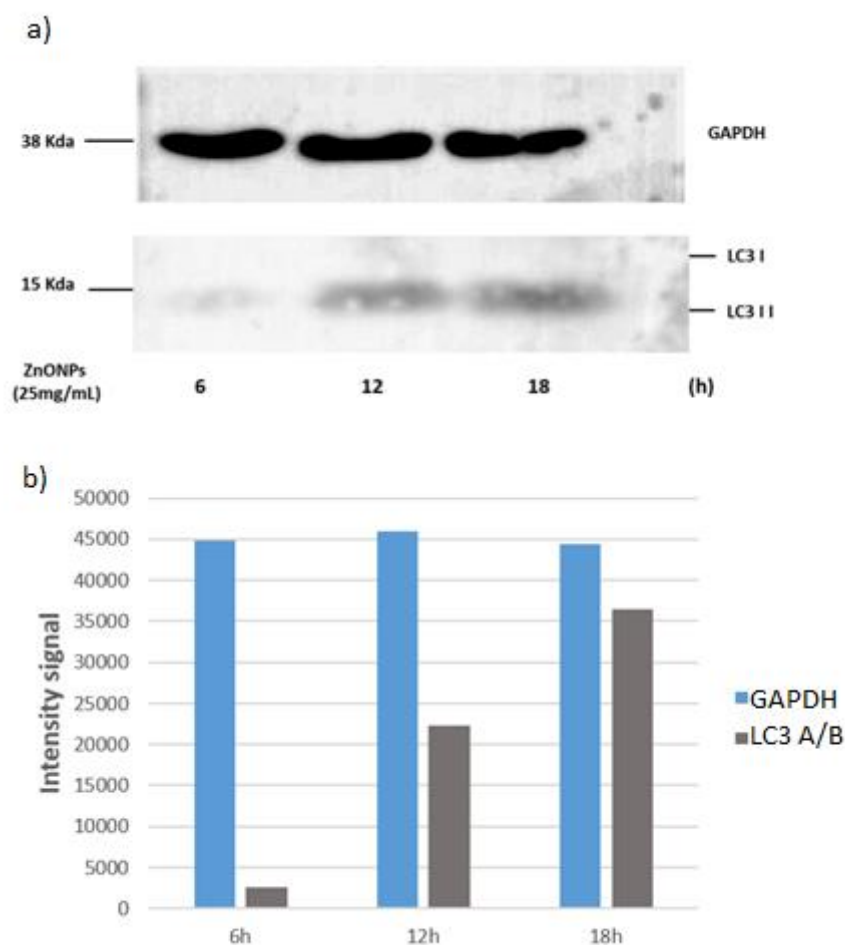 a)
38 Kda
GAPDH
LC3 I
15 Kda
LC3 I I
ZnONPs
(25mg/mL)
6
12
18
(h)
b)
50000
45000
40000
35000
30000
25000
20000
15000
10000
5000
0
Intensity signal
GAPDH
LC3 A/B
6h
12h
18h